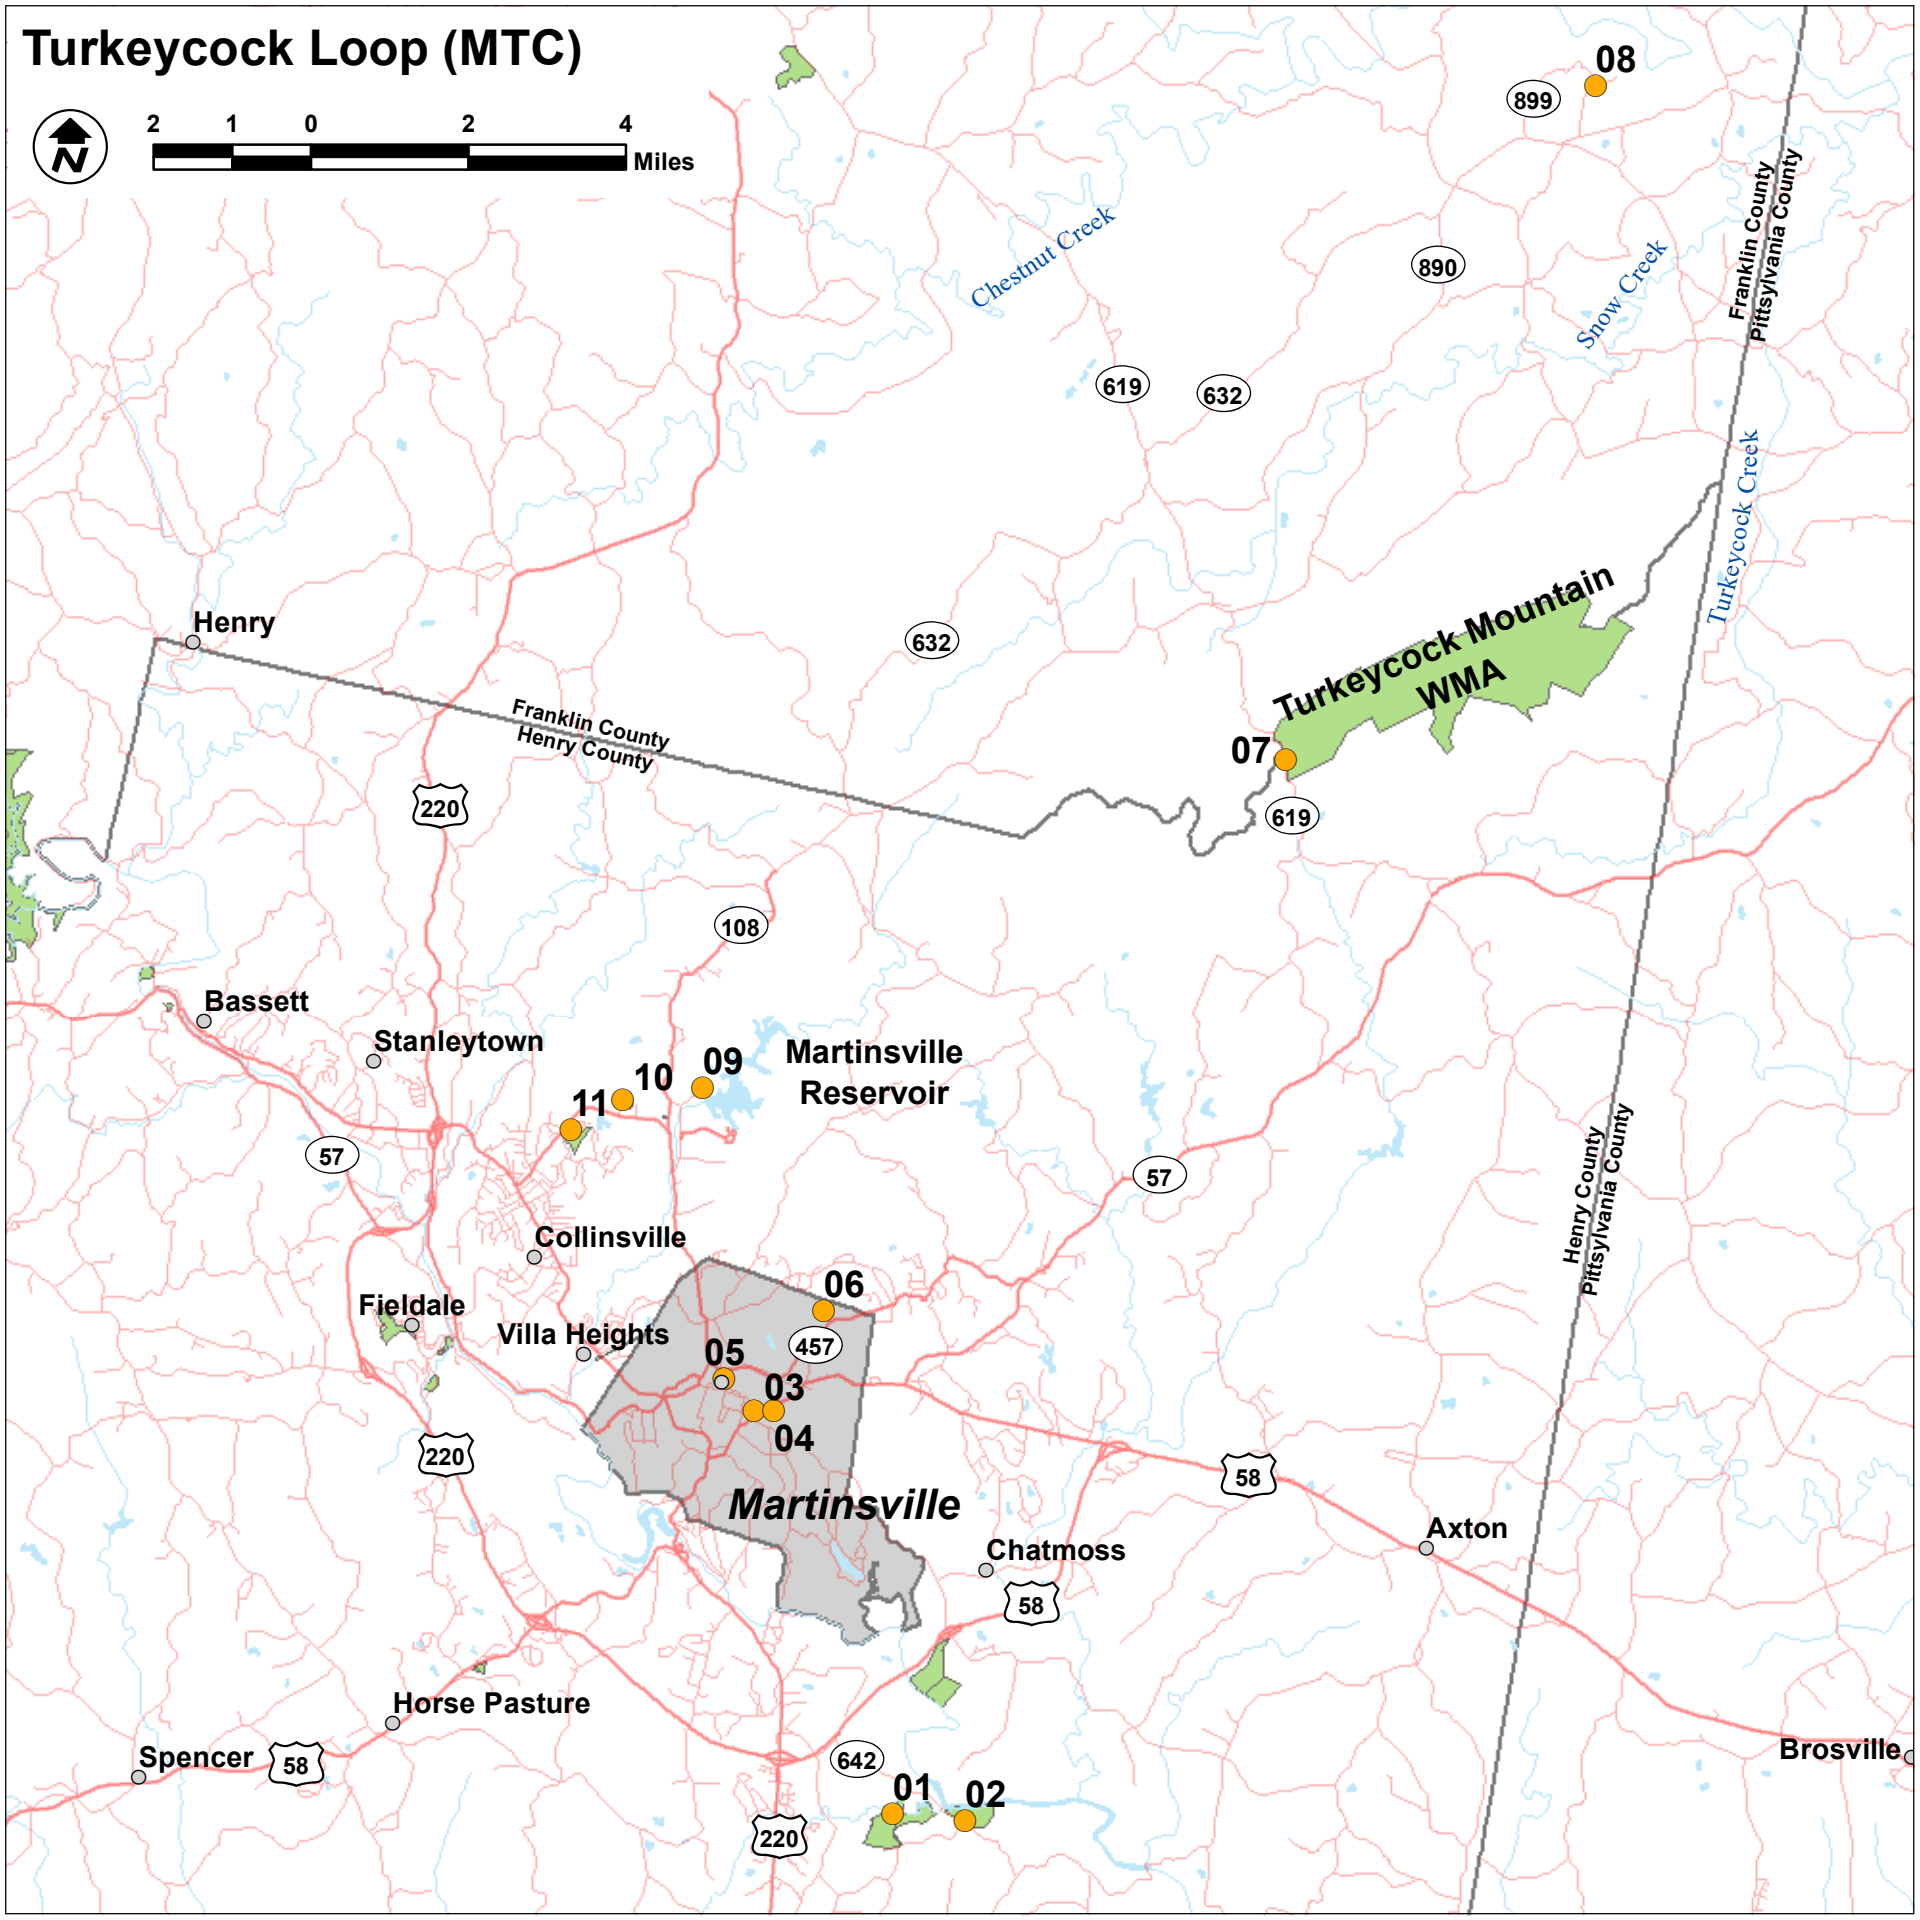 Turkeycock Loop (MTC)
2 1 0 2 4
Miles
N
08
899
Franklin County
Pittsylvania County
Chestnut Creek
890
Snow Creek
619
632
Turkeycock Creek
Henry
632
Turkeycock Mountain
WMA
Franklin County
Henry County
07
220
619
108
Bassett
Stanleytown
09
Martinsville
Reservoir
10
11
57
57
Henry County
Pittsylvania County
Collinsville
06
Fieldale
Villa Heights
457
05
03
04
220
58
Martinsville
Axton
Chatmoss
58
Horse Pasture
Spencer
58
642
Brosville
01
02
220